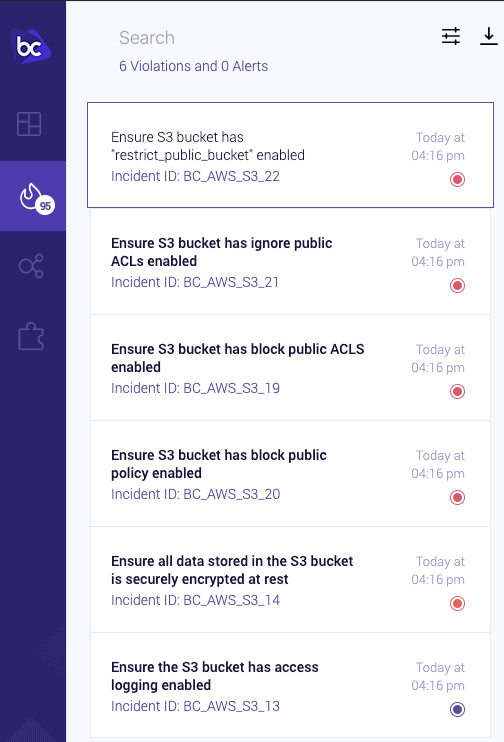 bc
Search
6 Violations and 0 Alerts
95
Ensure S3 bucket has
"restrict_public_bucket" enabled
Incident ID: BC_AWS_S3_22
Today at
04:16 pm
Ensure S3 bucket has ignore public
ACLs enabled
Incident ID: BC_AWS_S3_21
Today at
04:16 pm
Ensure S3 bucket has block public ACLS
enabled
Incident ID: BC_AWS_S3_19
Today at
04:16 pm
Ensure S3 bucket has block public
policy enabled
Incident ID: BC_AWS_S3_20
Today at
04:16 pm
Ensure all data stored in the S3 bucket
is securely encrypted at rest
Incident ID: BC_AWS_S3_14
Today at
04:16 pm
Ensure the S3 bucket has access
logging enabled
Incident ID: BC_AWS_S3_13
Today at
04:16 pm